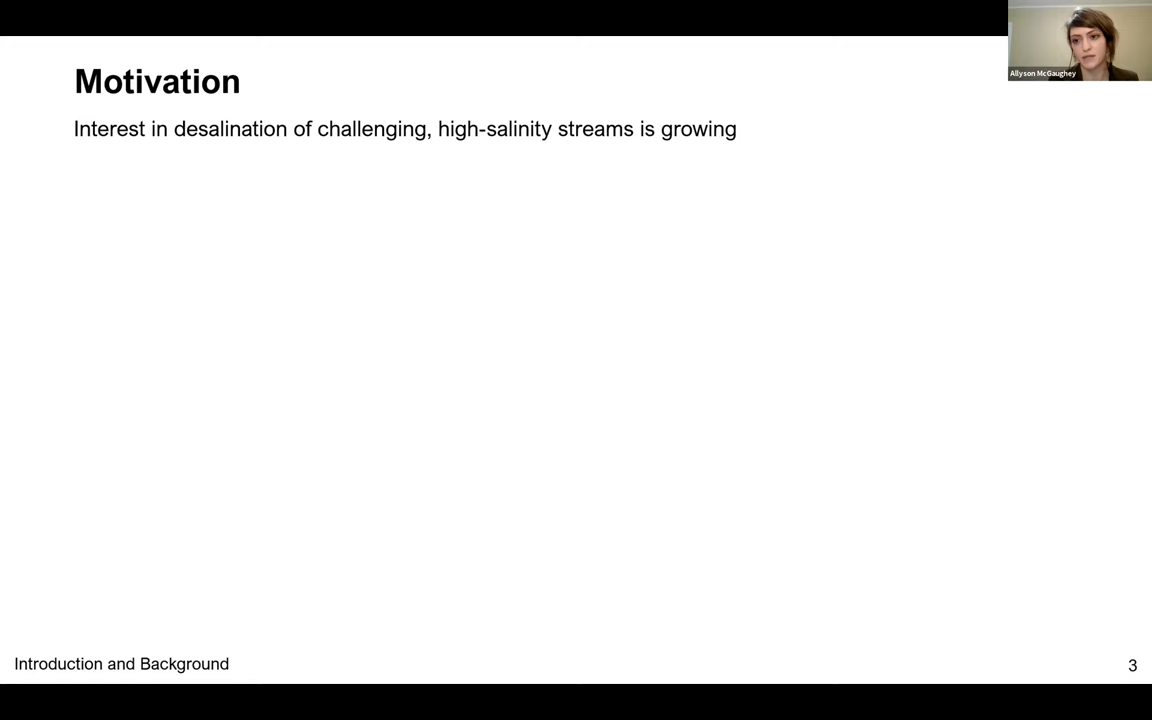 Motivation
Interest in desalination of challenging, high-salinity streams is growing
Allyson McGaughey
Introduction and Background
3